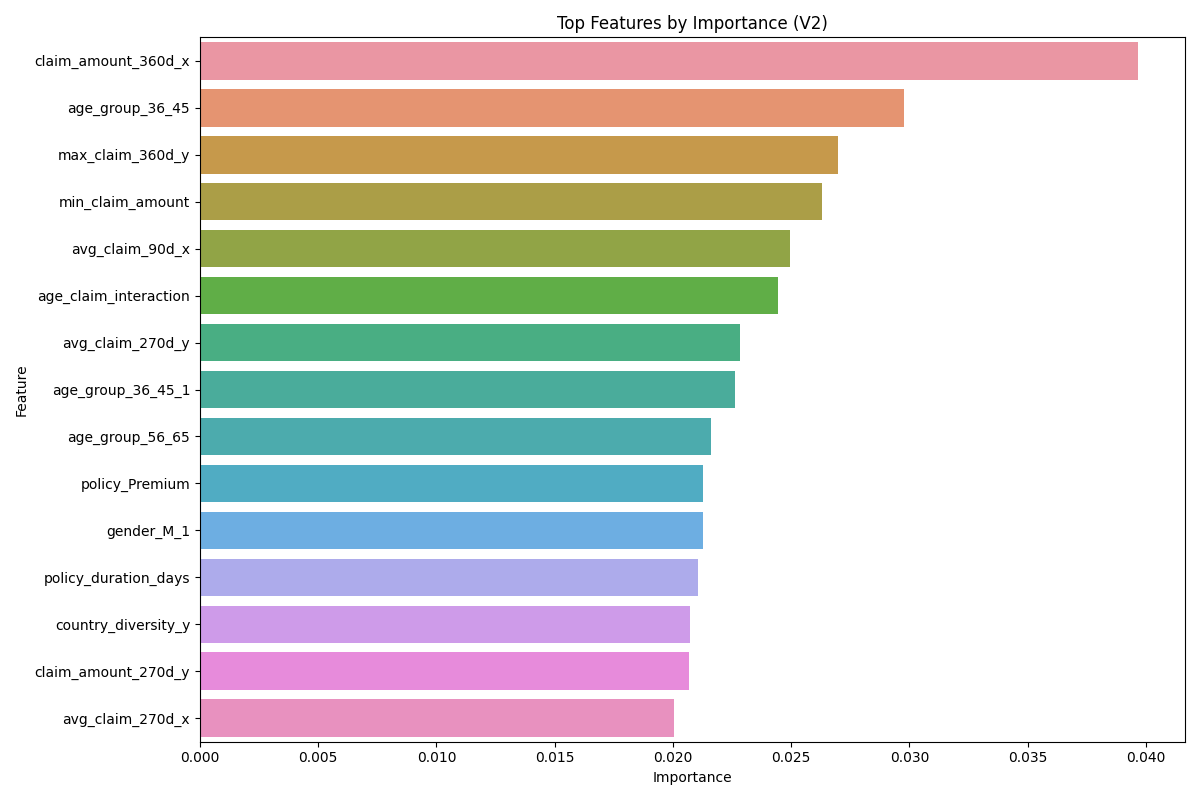 Top Features by Importance (V2)
Feature
claim_amount_360d_x
age_group_36_45
max_claim_360d_y
min_claim_amount
avg_claim_90d_x
age_claim_interaction
avg_claim_270d_y
age_group_36_45_1
age_group_56_65
policy_Premium
gender_M_1
policy_duration_days
country_diversity_y
claim_amount_270d_y
avg_claim_270d_x
0.000 0.005 0.010 0.015 0.020 0.025 0.030 0.035 0.040
Importance